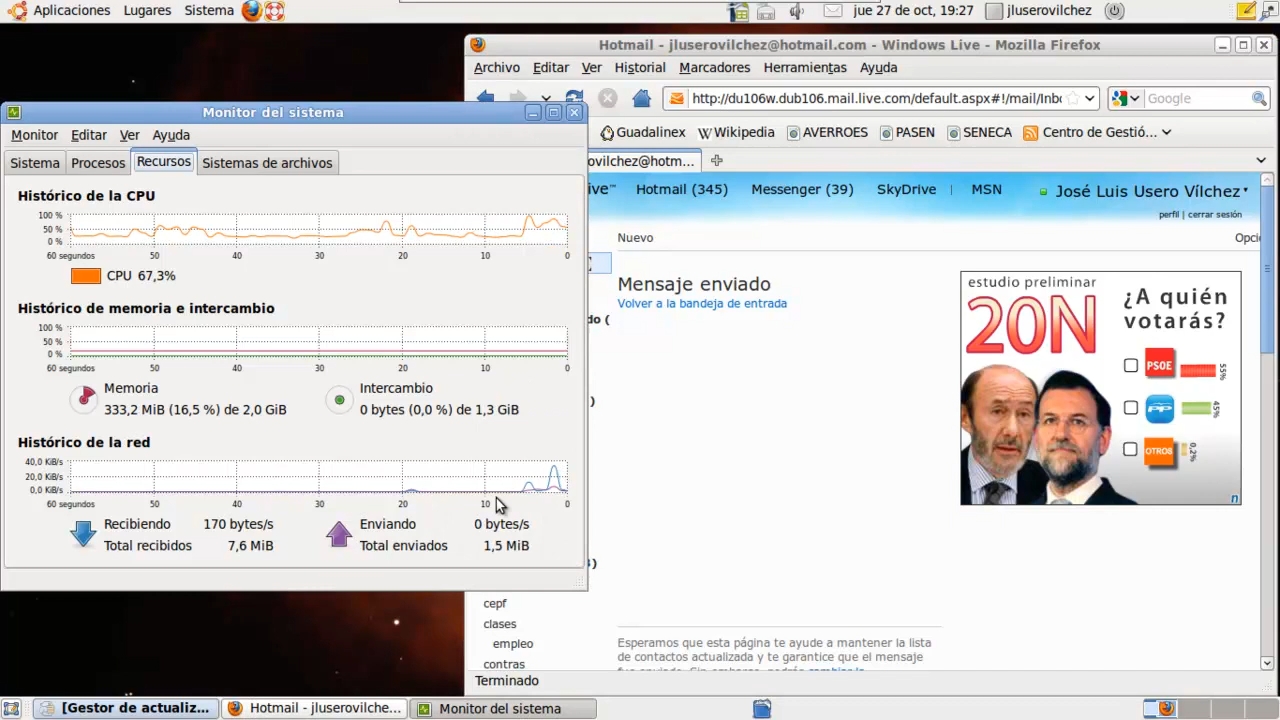 Aplicaciones Lugares Sistema jue 27 de oct, 19:27 jluserovilchez
Hotmail - jluserovilchez@hotmail.com - Windows Live - Mozilla Firefox
Archivo Editar Ver Historial Marcadores Herramientas Ayuda
http://du106w.dub106.mail.live.com/default.aspx#!/mail/Inbo Google
Guadalinex Wikipedia AVERROES PASEN SENECA Centro de Gestió...
ovilchez@hotm...
ive™ Hotmail (345) Messenger (39) SkyDrive MSN José Luis Usero Vílchez
perfil | cerrar sesión
Nuevo Opci
Mensaje enviado
Volver a la bandeja de entrada
do (
)
)
cepf
clases
empleo
contras
estudio preliminar
20N
¿A quién
votarás?
PSOE 55%
PP 45%
OTROS 0,2%
n
Esperamos que esta página te ayude a mantener la lista
de contactos actualizada y te garantice que el mensaje
Terminado
Monitor del sistema
Monitor Editar Ver Ayuda
Sistema Procesos Recursos Sistemas de archivos
Histórico de la CPU
100 %
50 %
0 %
60 segundos 50 40 30 20 10 0
CPU 67,3%
Histórico de memoria e intercambio
100 %
50 %
0 %
60 segundos 50 40 30 20 10 0
Memoria
333,2 MiB (16,5 %) de 2,0 GiB
Intercambio
0 bytes (0,0 %) de 1,3 GiB
Histórico de la red
40,0 KiB/s
20,0 KiB/s
0,0 KiB/s
60 segundos 50 40 30 20 10 0
Recibiendo 170 bytes/s
Total recibidos 7,6 MiB
Enviando 0 bytes/s
Total enviados 1,5 MiB
[Gestor de actualiz... Hotmail - jluserovilche... Monitor del sistema